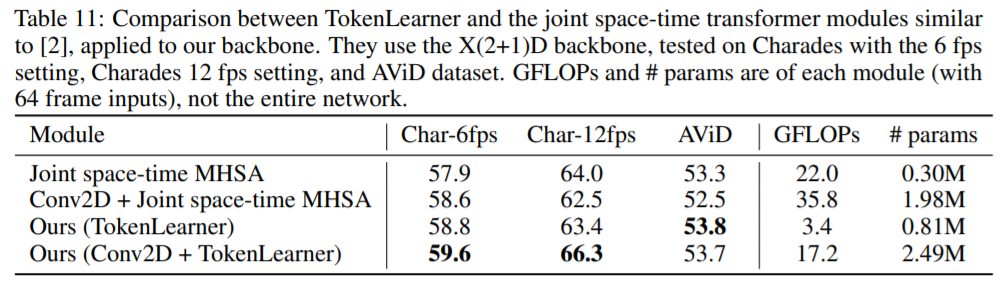 Table 11: Comparison between TokenLearner and the joint space-time transformer modules similar
to [2], applied to our backbone. They use the X(2+1)D backbone, tested on Charades with the 6 fps
setting, Charades 12 fps setting, and AViD dataset. GFLOPs and # params are of each module (with
64 frame inputs), not the entire network.
Module Char-6fps Char-12fps AViD GFLOPs # params
Joint space-time MHSA 57.9 64.0 53.3 22.0 0.30M
Conv2D + Joint space-time MHSA 58.6 62.5 52.5 35.8 1.98M
Ours (TokenLearner) 58.8 63.4 53.8 3.4 0.81M
Ours (Conv2D + TokenLearner) 59.6 66.3 53.7 17.2 2.49M